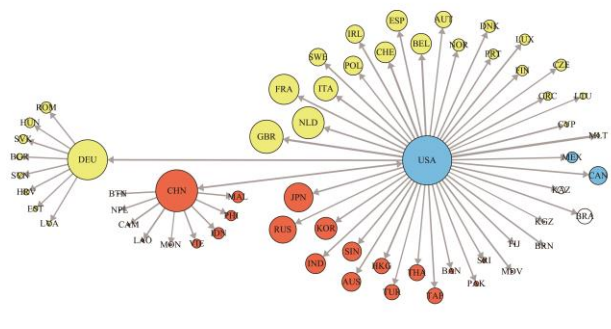 ESP
AUT
IRL
DNK
LUX
NOR
BEL
CHE
SWE
PRT
POL
CZE
FIN
FRA
ITA
GRC
LTU
ROM
HUN
NLD
CYP
GBR
MLT
SVK
BGR
DEU
USA
MEX
SVN
CAN
HRV
BTN
CHN
MAL
KAZ
JPN
EST
NPL
PHI
BRA
LVA
CAM
RUS
KOR
IDN
KGZ
LAO
MON
VIE
SIN
TJI
BRN
IND
HKG
SRI
THA
BAN
MDV
AUS
PAK
TUR
TAP